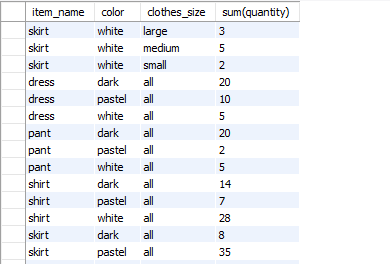 item_name color clothes_size sum(quantity)
skirt white large 3
skirt white medium 5
skirt white small 2
dress dark all 20
dress pastel all 10
dress white all 5
pant dark all 20
pant pastel all 2
pant white all 5
shirt dark all 14
shirt pastel all 7
shirt white all 28
skirt dark all 8
skirt pastel all 35